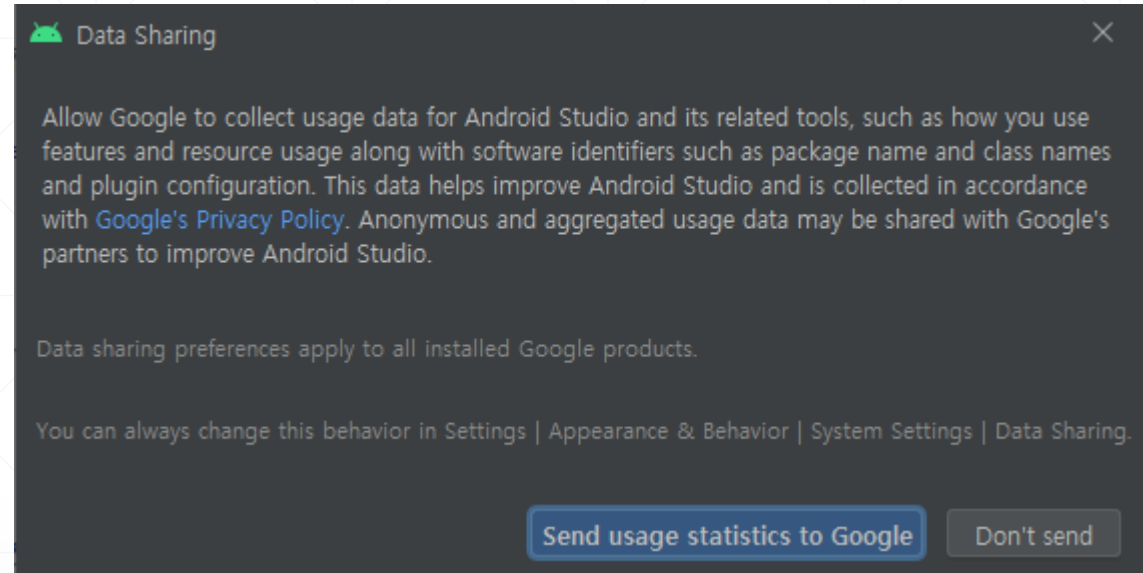 Data Sharing
Allow Google to collect usage data for Android Studio and its related tools, such as how you use
features and resource usage along with software identifiers such as package name and class names
and plugin configuration. This data helps improve Android Studio and is collected in accordance
with Google's Privacy Policy. Anonymous and aggregated usage data may be shared with Google's
partners to improve Android Studio.
Data sharing preferences apply to all installed Google products.
You can always change this behavior in Settings | Appearance & Behavior | System Settings | Data Sharing.
Send usage statistics to Google
Don't send